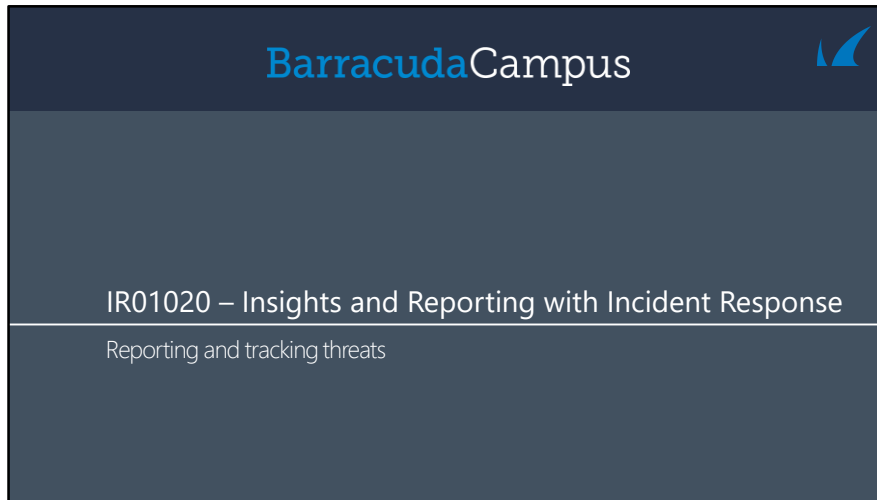 BarracudaCampus
IR01020 – Insights and Reporting with Incident Response
Reporting and tracking threats